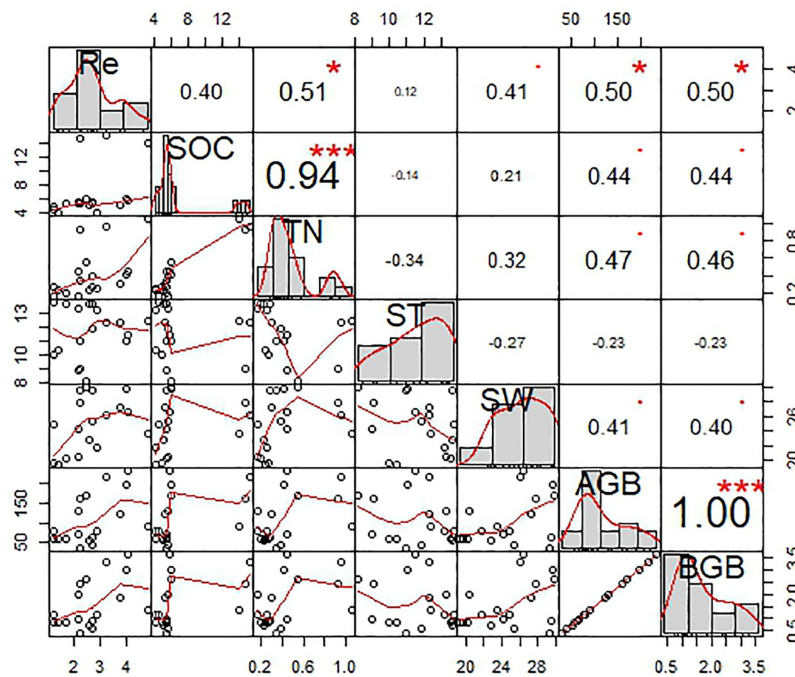 4 8 12 8 10 12 50 150
Re 0.40 * 0.51 0.12 . 0.41 * 0.50 * 0.50 2 4
4 8 12 SOC *** 0.94 -0.14 0.21 . 0.44 . 0.44
TN -0.34 0.32 . 0.47 . 0.46 0.2 0.8
8 10 13 ST -0.27 -0.23 -0.23
SW . 0.41 . 0.40 20 26
50 150 AGB *** 1.00
BGB 0.5 2.0 3.5
2 3 4 0.2 0.6 1.0 20 24 28 0.5 2.0 3.5